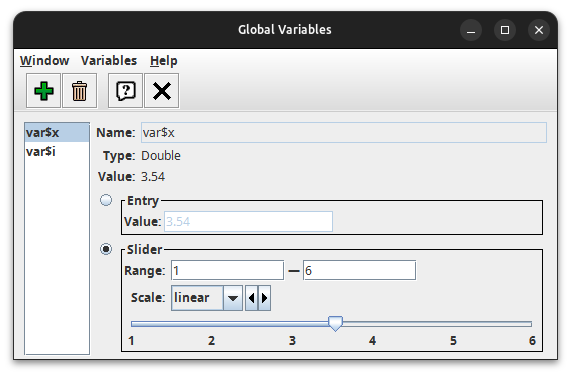 Global Variables
Window Variables Help
var$x
var$i
Name: var$x
Type: Double
Value: 3.54
Entry
Value: 3.54
Slider
Range: 1 — 6
Scale: linear
1 2 3 4 5 6